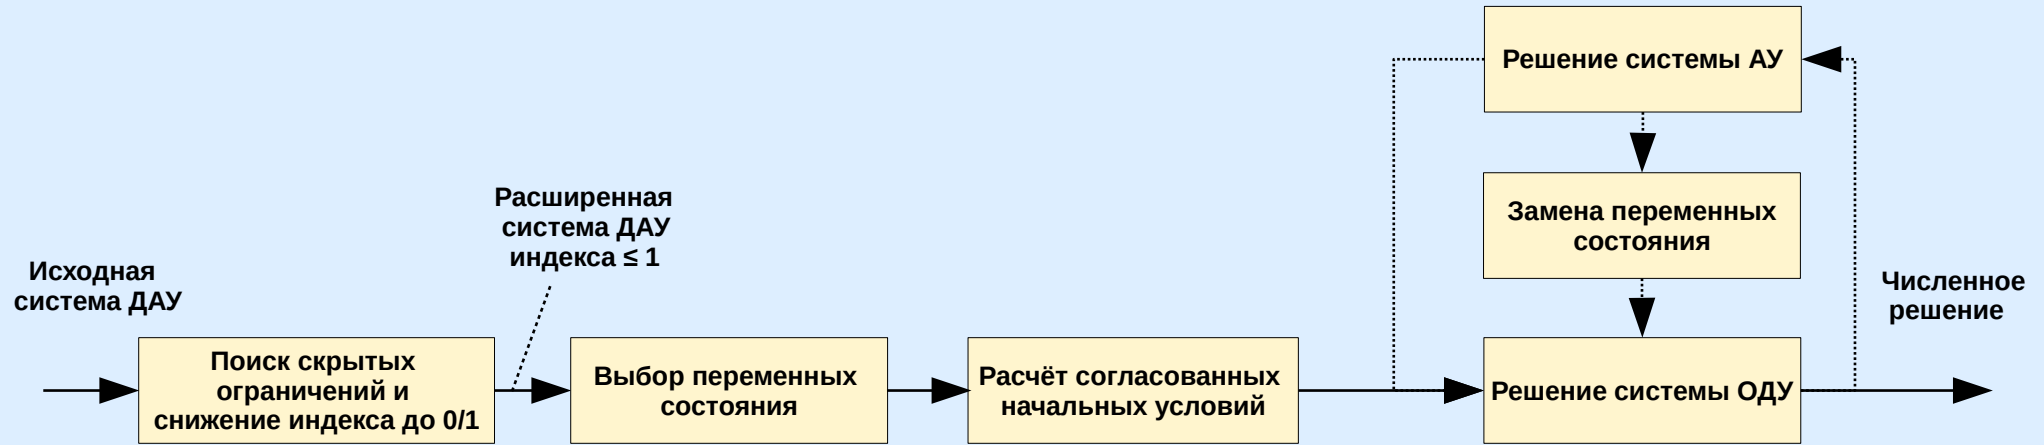 Исходная
система ДАУ
Поиск скрытых
ограничений и
снижение индекса до 0/1
Расширенная
система ДАУ
индекса ≤ 1
Выбор переменных
состояния
Расчёт согласованных
начальных условий
Решение системы АУ
Замена переменных
состояния
Решение системы ОДУ
Численное
решение